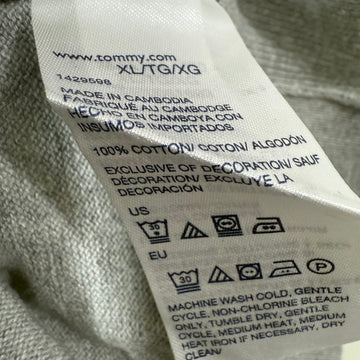 www.tommy.com
XL/TG/XG
1429598
MADE IN CAMBODIA
FABRIQUÉ AU CAMBODGE
HECHO EN CAMBOYA CON
INSUMOS IMPORTADOS
100% COTTON/ COTON/ ALGODÓN
EXCLUSIVE OF DECORATION/ SAUF
DÉCORATION/ EXCLUYE LA
DECORACIÓN
US
30
EU
30
P
MACHINE WASH COLD, GENTLE
CYCLE, NON-CHLORINE BLEACH
ONLY, TUMBLE DRY, GENTLE
CYCLE, MEDIUM HEAT, MEDIUM
HEAT IRON IF NECESSARY, DRY
CLEAN/